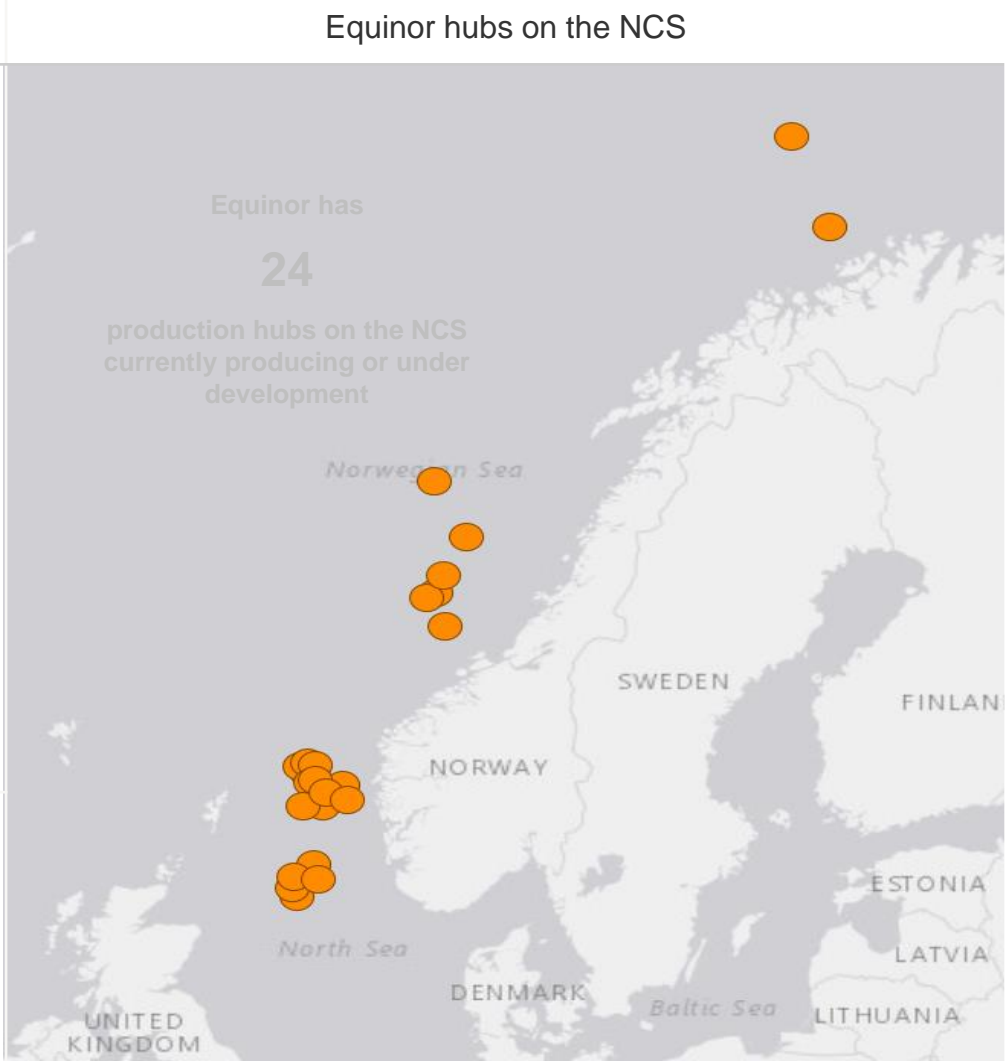 Equinor hubs on the NCS
Equinor has
24
production hubs on the NCS
currently producing or under
development
Norwegian Sea
SWEDEN
FINLAN
NORWAY
ESTONIA
North Sea
LATVIA
DENMARK
Baltic Sea
LITHUANIA
UNITED
KINGDOM